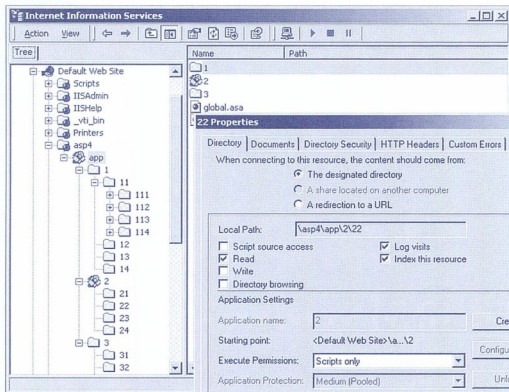 Internet Information Services
Action View
Tree
Name Path
Default Web Site
Scripts
IISAdmin
IISHelp
_vti_bin
Printers
asp4
app
1
11
111
112
113
114
12
13
14
2
21
22
23
24
3
31
32
1
2
3
global.asa
22 Properties
Directory Documents Directory Security HTTP Headers Custom Errors
When connecting to this resource, the content should come from:
The designated directory
A share located on another computer
A redirection to a URL
Local Path: \asp4\app\2\22
Script source access Log visits
Read Index this resource
Write
Directory browsing
Application Settings
Application name: 2 Cre
Starting point: <Default Web Site>\a...\2
Configu
Execute Permissions: Scripts only
Application Protection: Medium (Pooled) Unl